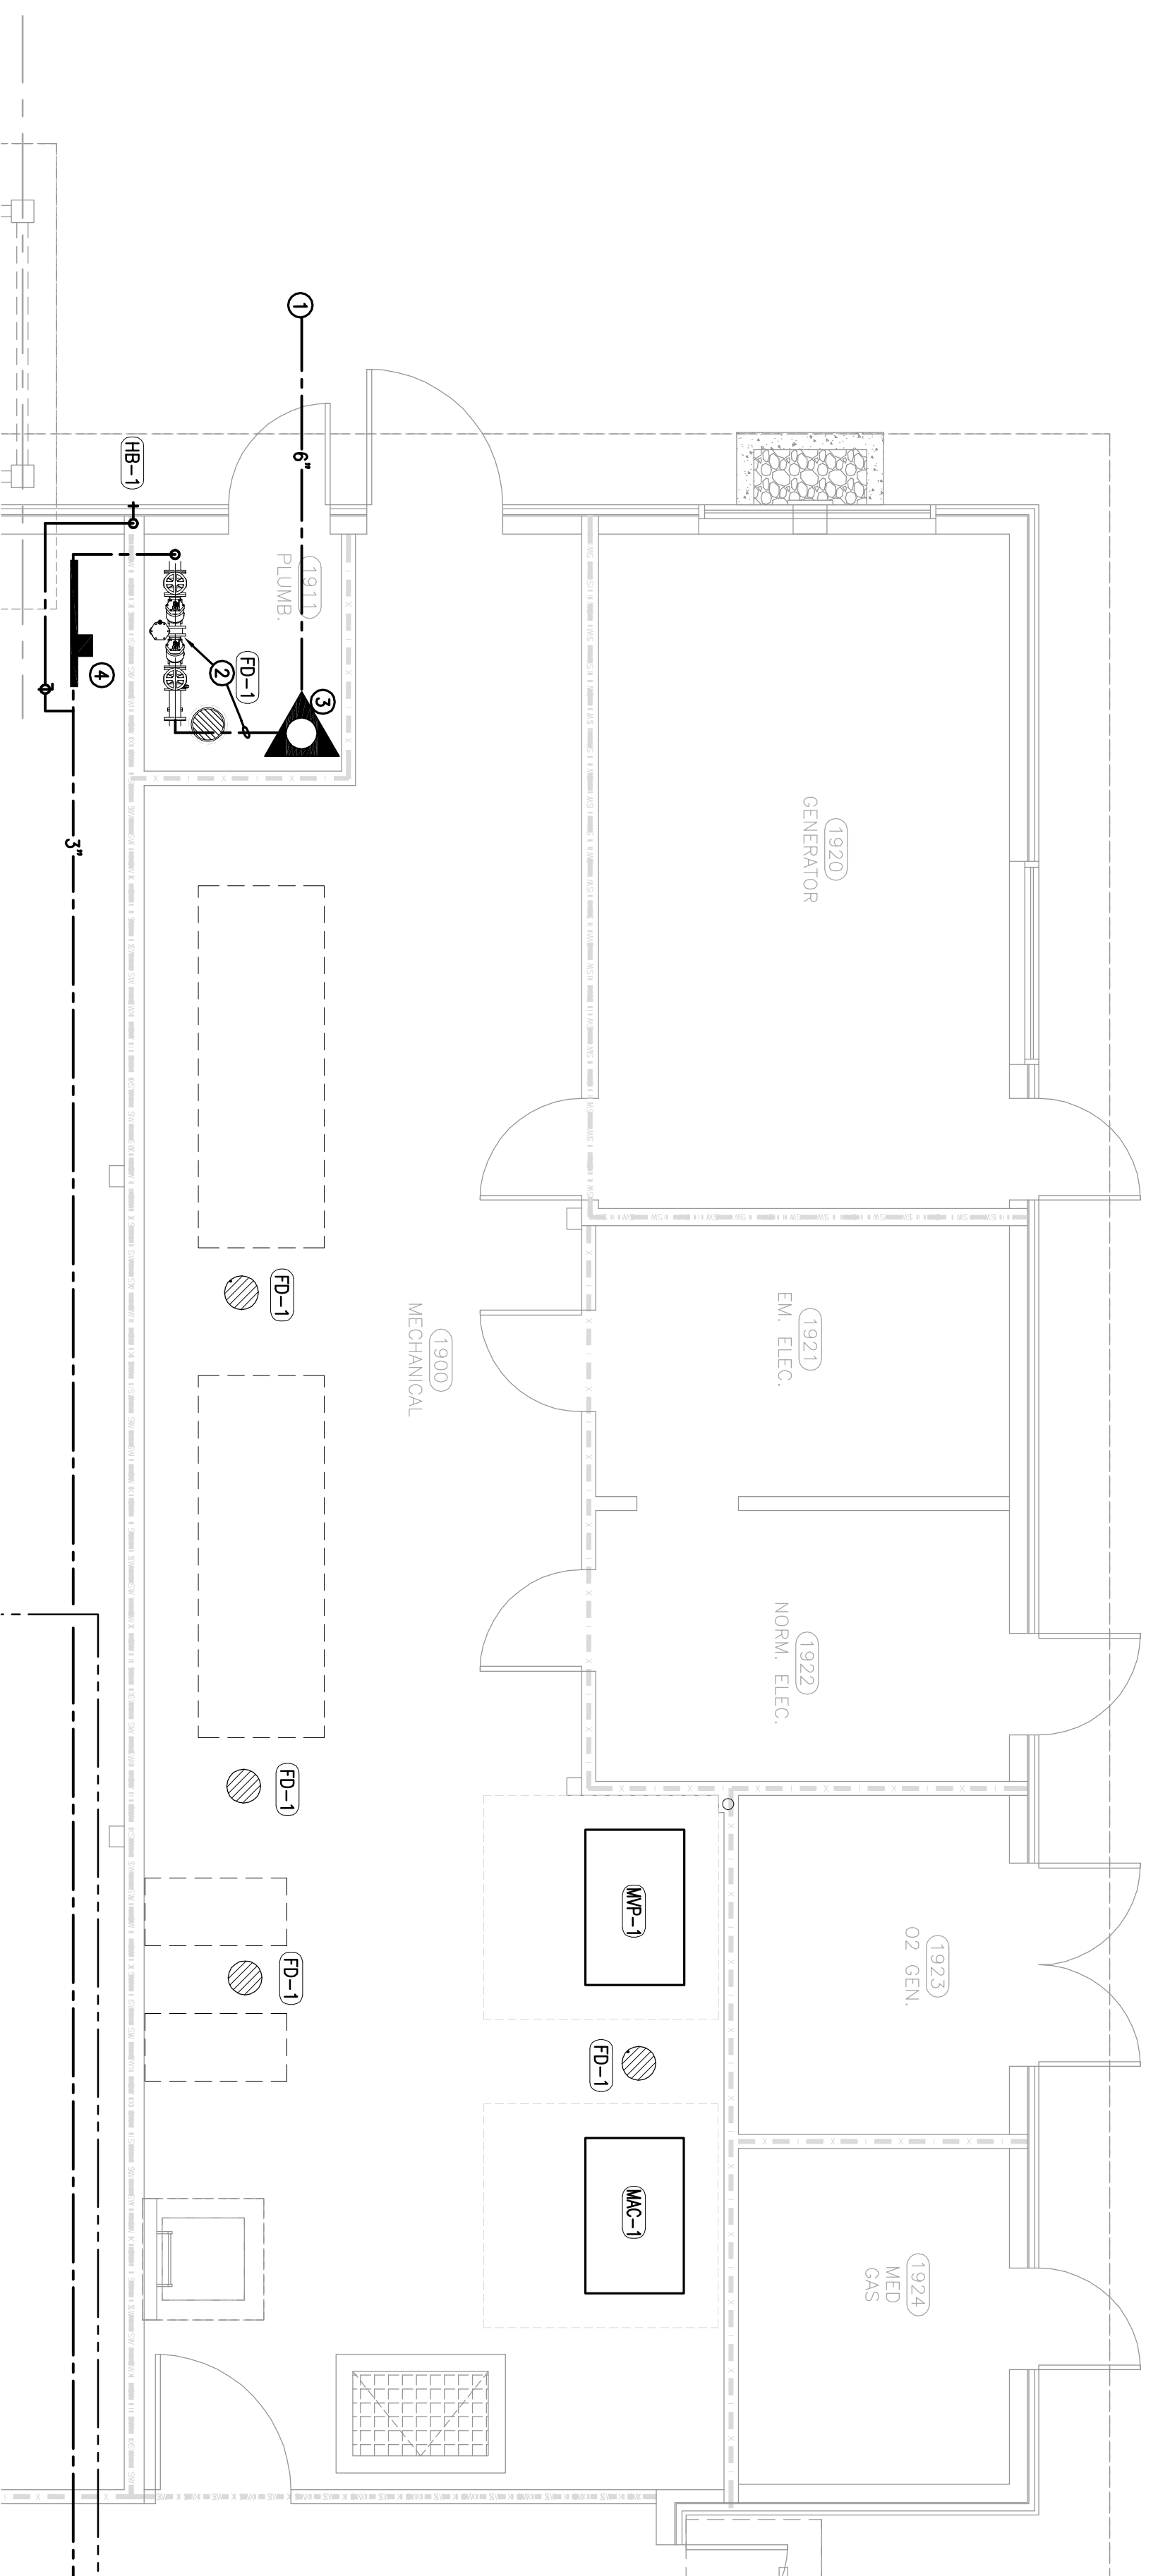 1
6"
HB-1
1911
PLUMB.
FD-1
2
3
4
3"
1920
GENERATOR
FD-1
1900
MECHANICAL
1921
EM. ELEC.
1922
NORM. ELEC.
FD-1
MVP-1
FD-1
1923
O2 GEN.
FD-1
MAC-1
1924
MED
GAS